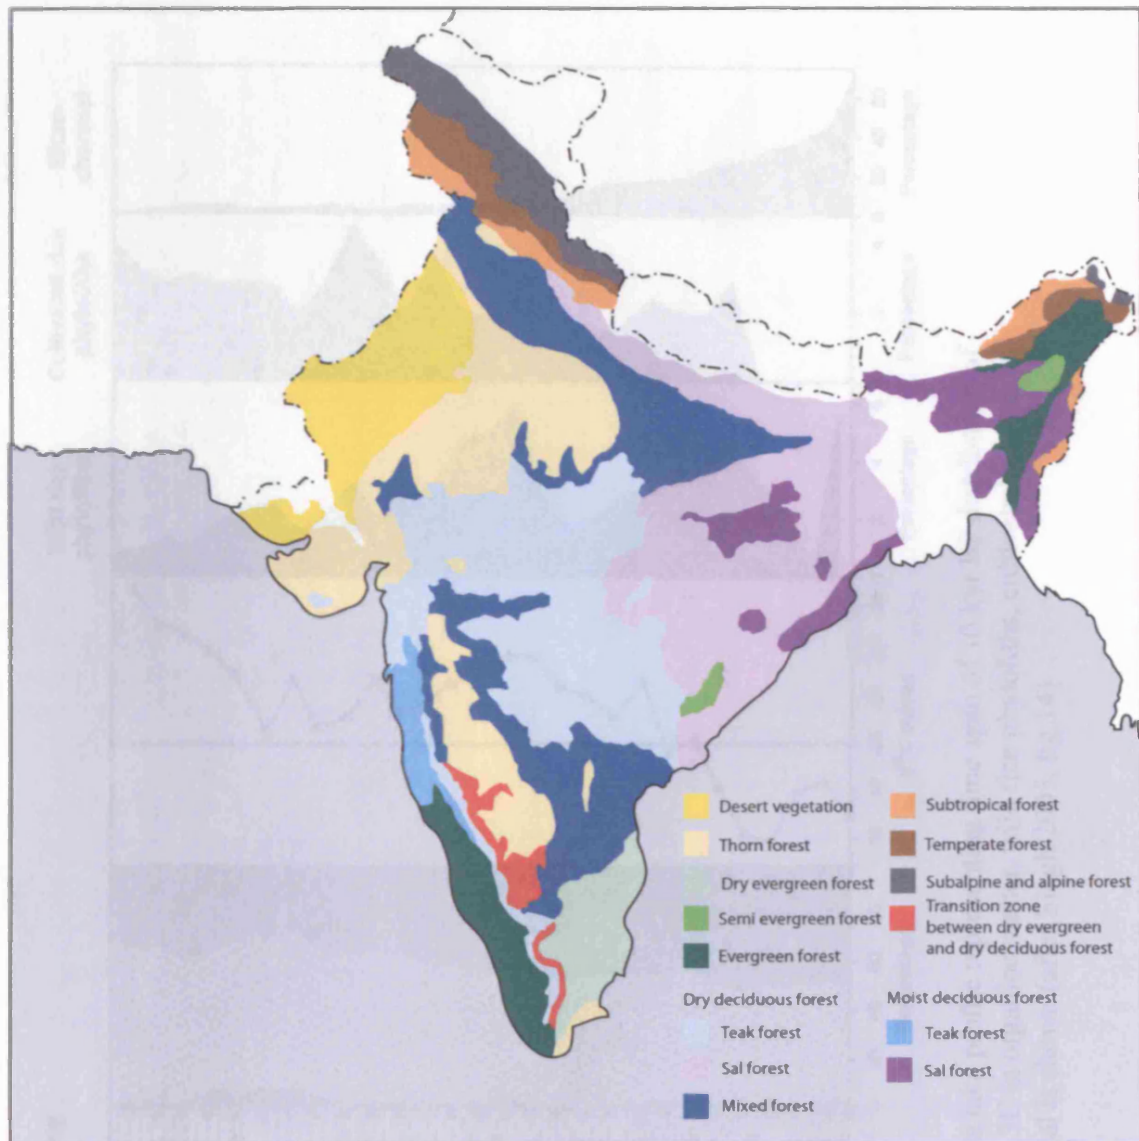 Desert vegetation
Thorn forest
Dry evergreen forest
Semi evergreen forest
Evergreen forest
Subtropical forest
Temperate forest
Subalpine and alpine forest
Transition zone
between dry evergreen
and dry deciduous forest
Dry deciduous forest
Teak forest
Sal forest
Mixed forest
Moist deciduous forest
Teak forest
Sal forest